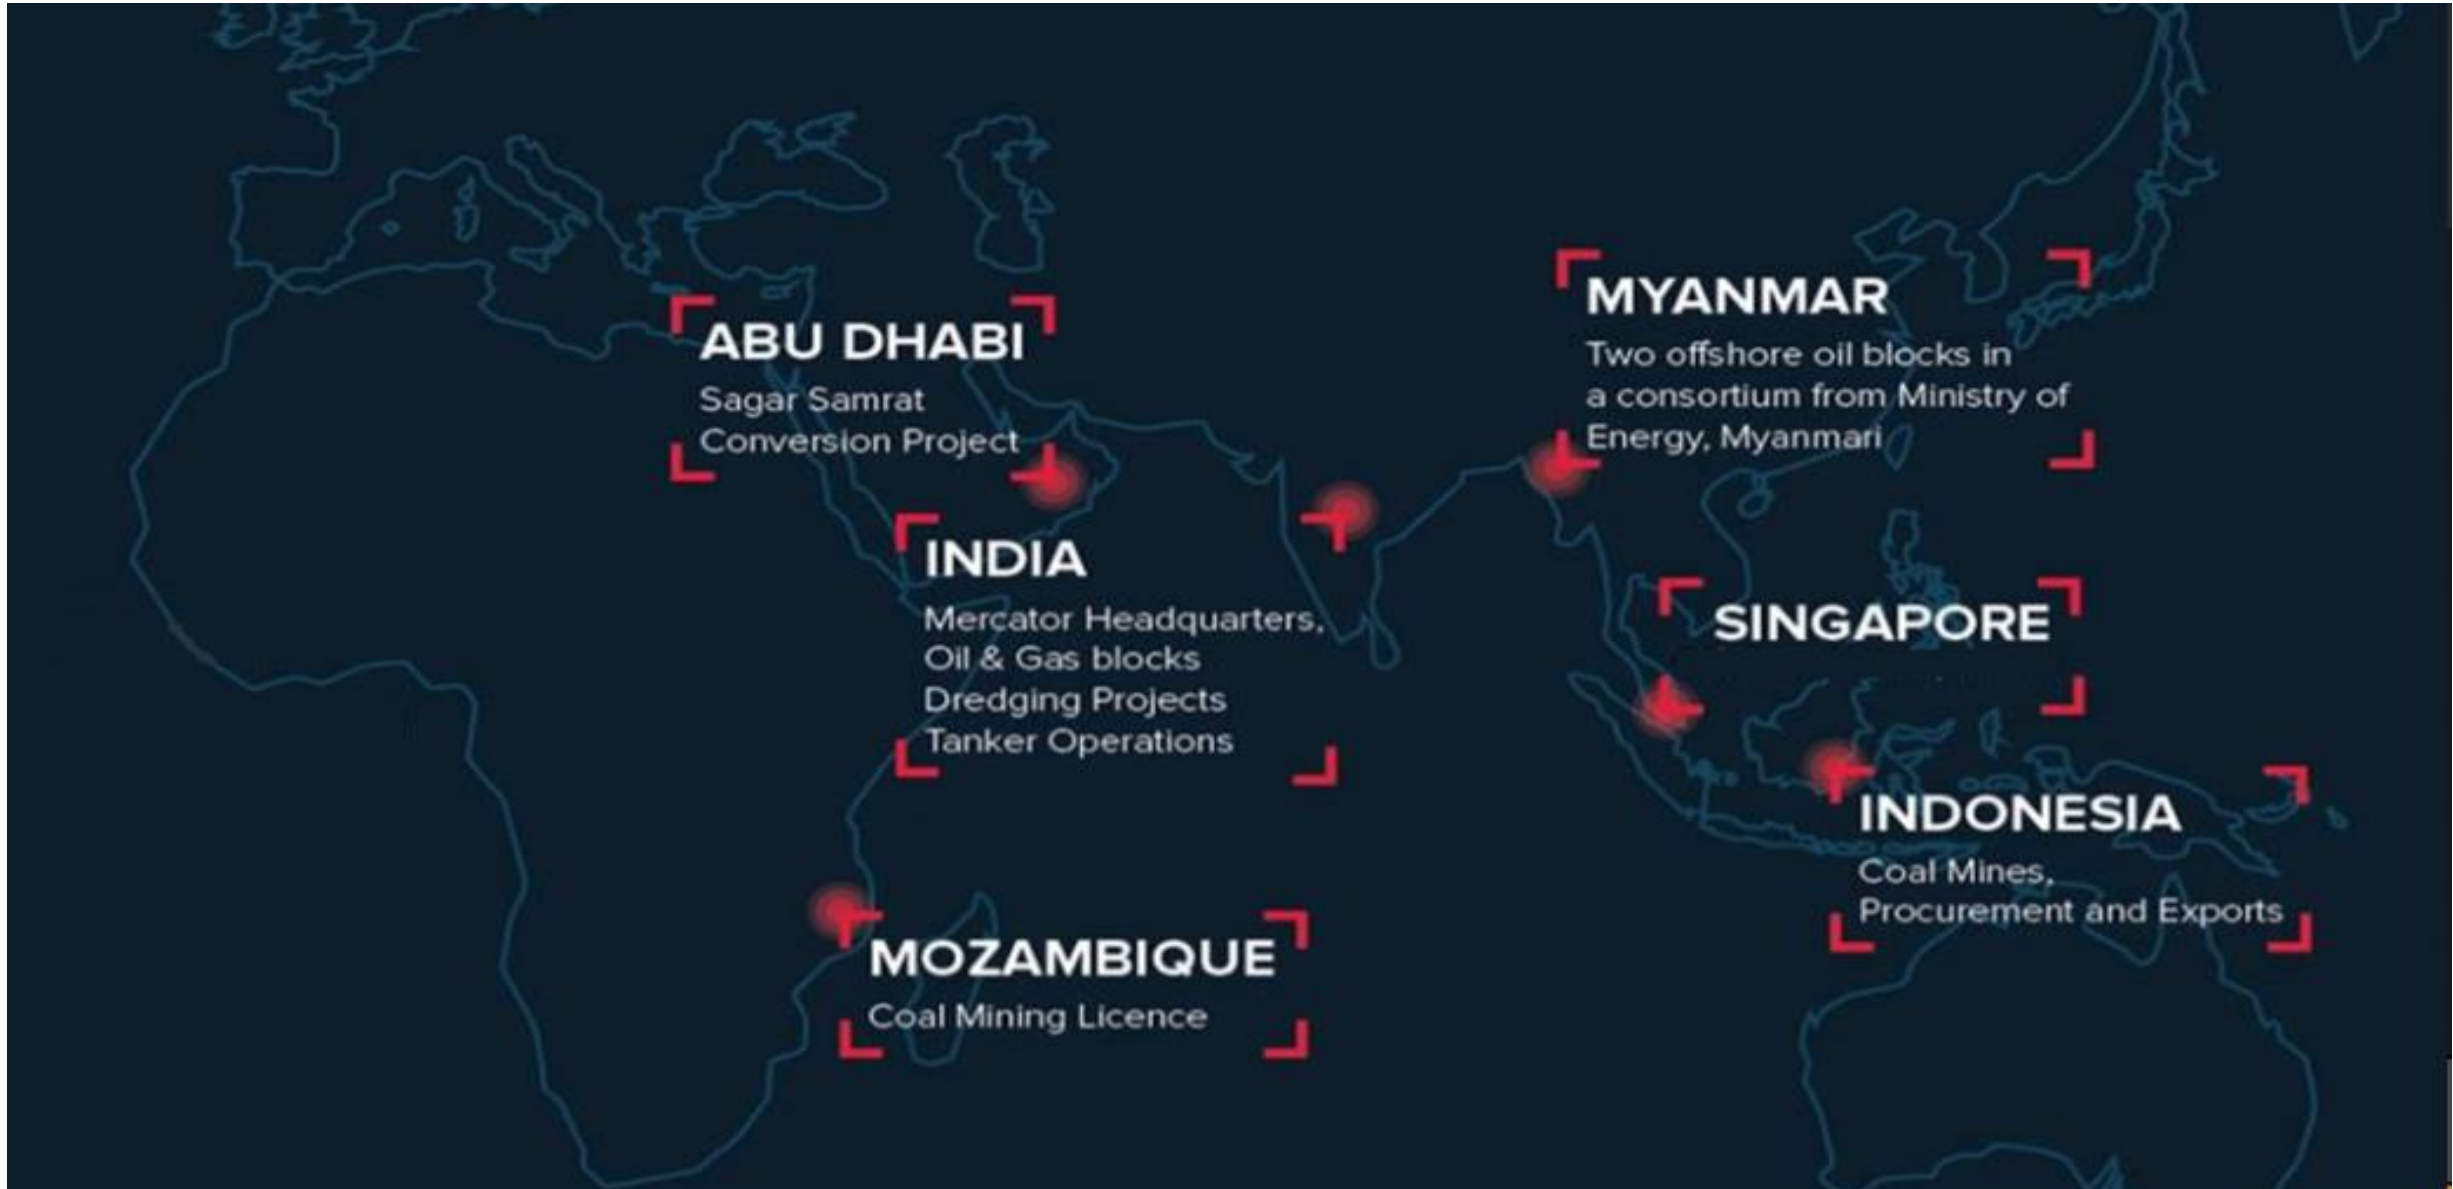 ABU DHABI
Sagar Samrat
Conversion Project
MYANMAR
Two offshore oil blocks in
a consortium from Ministry of
Energy, Myanmari
INDIA
Mercator Headquarters,
Oil & Gas blocks
Dredging Projects
Tanker Operations
SINGAPORE
INDONESIA
Coal Mines,
Procurement and Exports
MOZAMBIQUE
Coal Mining Licence